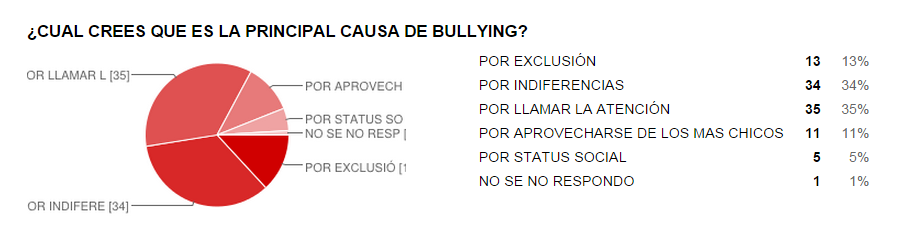 ¿CUAL CREES QUE ES LA PRINCIPAL CAUSA DE BULLYING?
OR LLAMAR L [35]
POR APROVECH
POR STATUS SO
NO SE NO RESP [
POR EXCLUSIÓ [1
OR INDIFERE [34]
POR EXCLUSIÓN 13 13%
POR INDIFERENCIAS 34 34%
POR LLAMAR LA ATENCIÓN 35 35%
POR APROVECHARSE DE LOS MAS CHICOS 11 11%
POR STATUS SOCIAL 5 5%
NO SE NO RESPONDO 1 1%